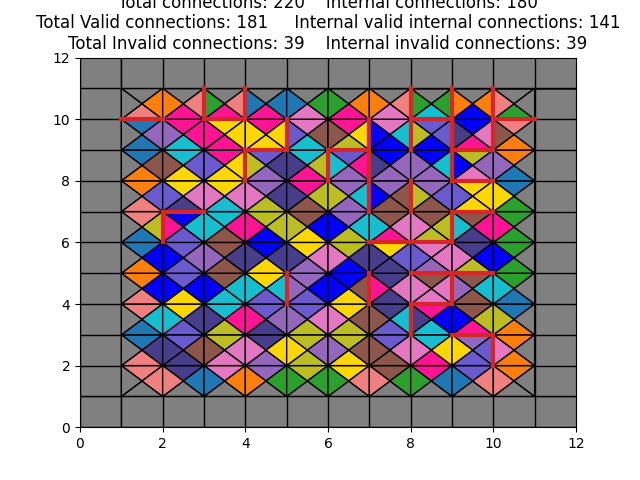 Total connections: 220 Internal connections: 180
Total Valid connections: 181 Internal valid internal connections: 141
Total Invalid connections: 39 Internal invalid connections: 39
12
10
8
6
4
2
0
0 2 4 6 8 10 12